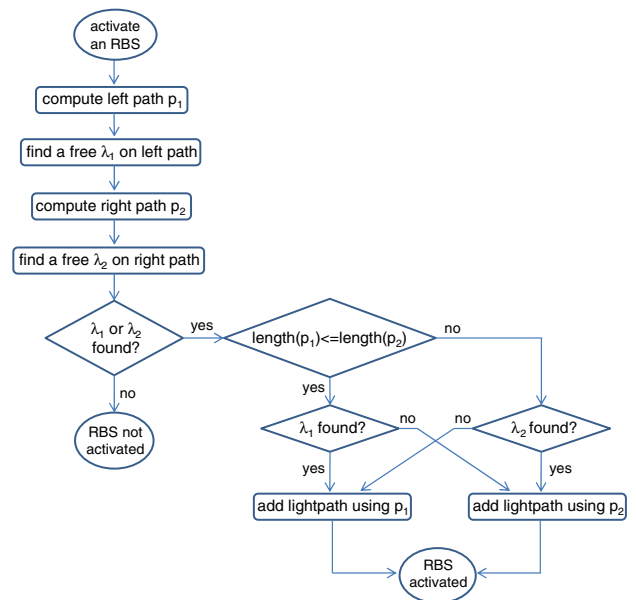 activate
an RBS
compute left path p₁
find a free λ₁ on left path
compute right path p₂
find a free λ₂ on right path
λ₁ or λ₂
found?
yes
length(p₁)<=length(p₂)
no
no
yes
RBS not
activated
λ₁ found?
no
no
λ₂ found?
yes
yes
add lightpath using p₁
add lightpath using p₂
RBS
activated